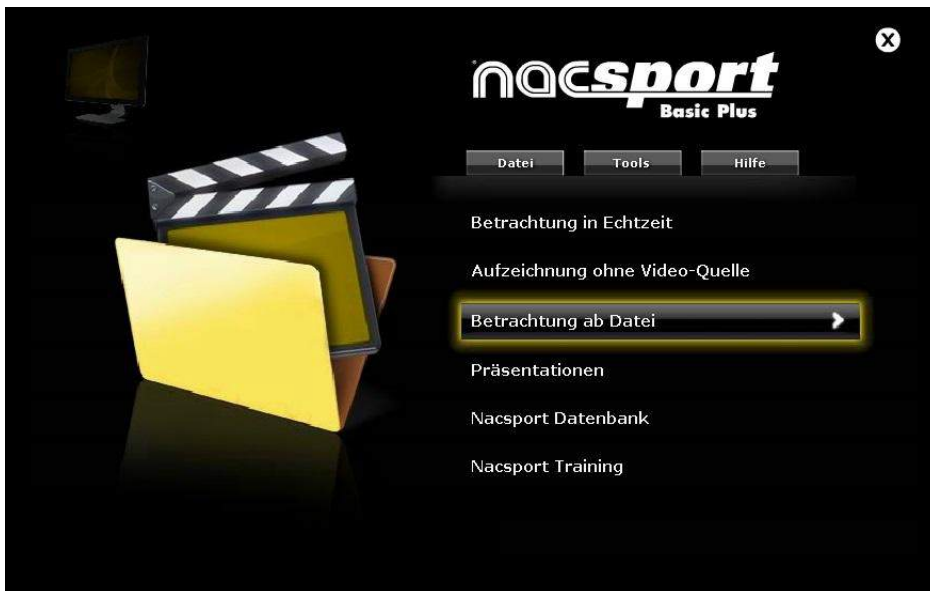 nacsport
Basic Plus
Datei Tools Hilfe
Betrachtung in Echtzeit
Aufzeichnung ohne Video-Quelle
Betrachtung ab Datei
Präsentationen
Nacsport Datenbank
Nacsport Training